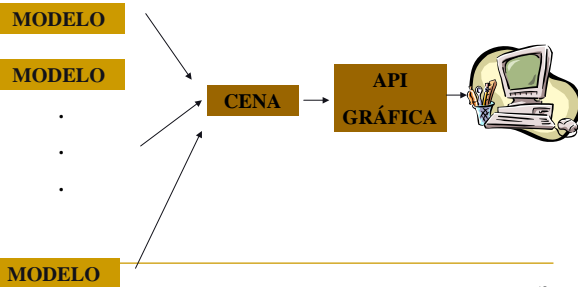 MODELO
MODELO
.
.
.
MODELO
CENA
API
GRÁFICA